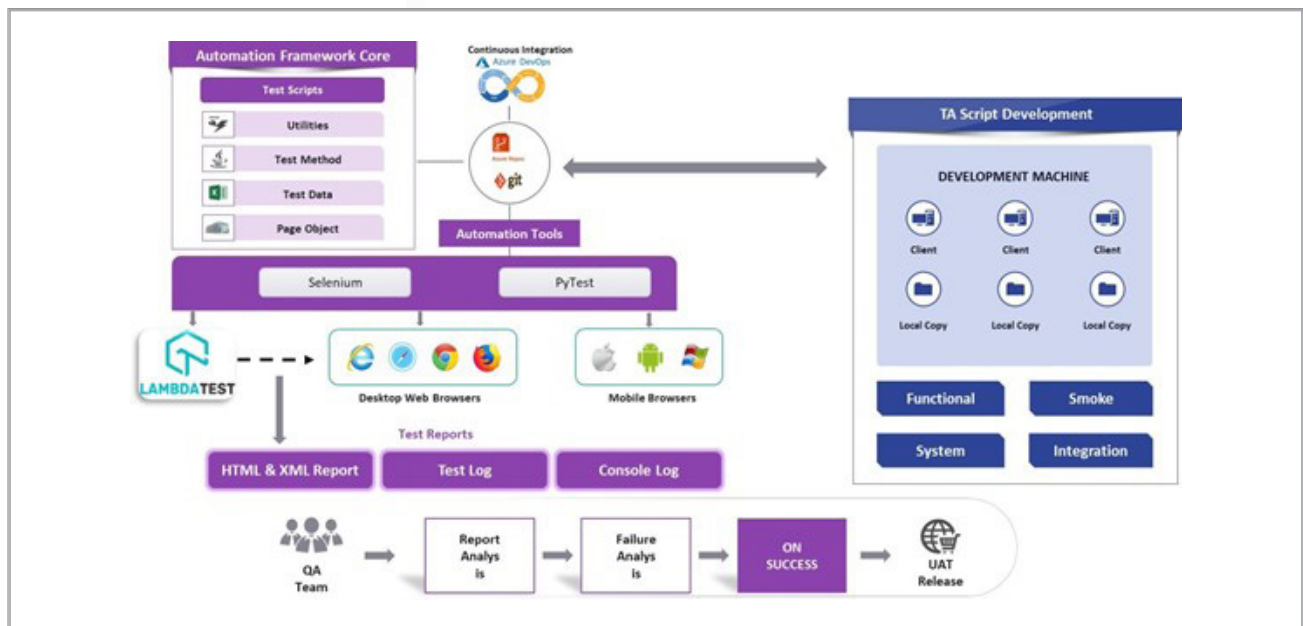 Automation Framework Core
Test Scripts
Utilities
Test Method
Test Data
Page Object
Continuous Integration
Azure DevOps
Azure Repos
git
Automation Tools
Selenium
PyTest
LAMBDATEST
Desktop Web Browsers
Mobile Browsers
Test Reports
HTML & XML Report
Test Log
Console Log
TA Script Development
DEVELOPMENT MACHINE
Client
Client
Client
Local Copy
Local Copy
Local Copy
Functional
Smoke
System
Integration
QA
Team
Report
Analys
is
Failure
Analys
is
ON
SUCCESS
UAT
Release